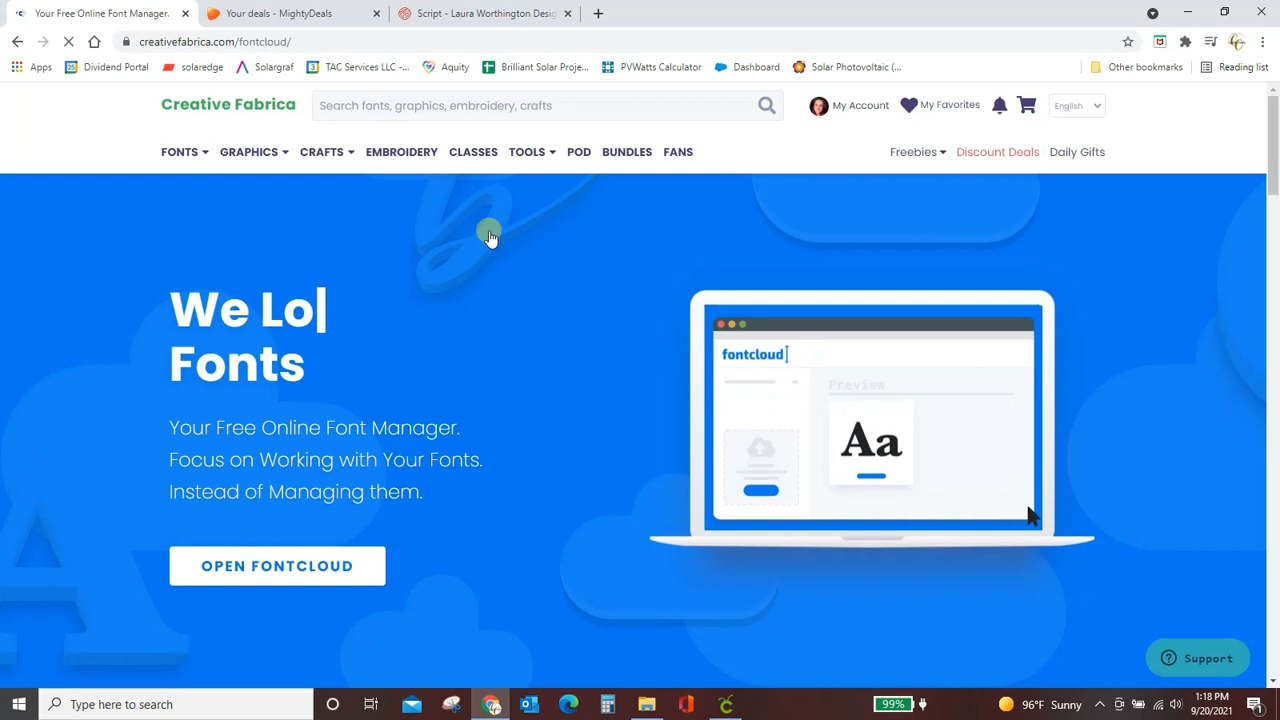 Your Free Online Font Manager.
Your deals - MightyDeals
Script - Laura Worthington Desig
creativefabrica.com/fontcloud/
Apps
Dividend Portal
solaredge
Solargraf
TAC Services LLC -...
Aquity
Brilliant Solar Proje...
PVWatts Calculator
Dashboard
Solar Photovoltaic (...
Other bookmarks
Reading list
Creative Fabrica
Search fonts, graphics, embroidery, crafts
My Account
My Favorites
English
FONTS
GRAPHICS
CRAFTS
EMBROIDERY
CLASSES
TOOLS
POD
BUNDLES
FANS
Freebies
Discount Deals
Daily Gifts
We Lo|
Fonts
Your Free Online Font Manager.
Focus on Working with Your Fonts.
Instead of Managing them.
OPEN FONTCLOUD
fontcloud
Preview
Aa
Support
Type here to search
99%
96°F Sunny
1:18 PM
9/20/2021